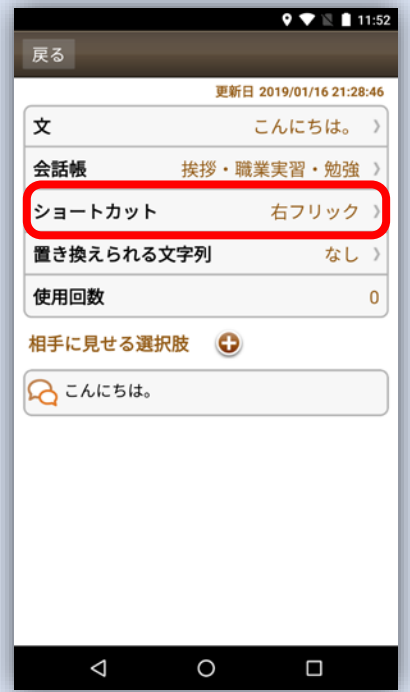 11:52
戻る
更新日 2019/01/16 21:28:46
文 こんにちは。
会話帳 挨拶・職業実習・勉強
ショートカット 右フリック
置き換えられる文字列 なし
使用回数 0
相手に見せる選択肢
こんにちは。